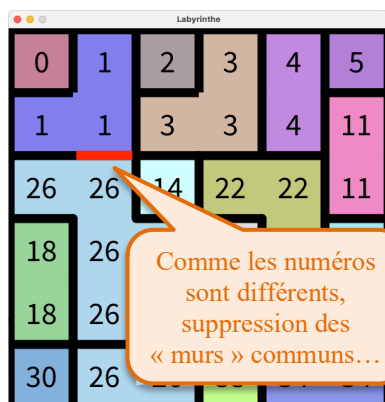 Labyrinthe
0 1 2 3 4 5
1 1 3 3 4 11
26 26 14 22 22 11
18 26
Comme les numéros
sont différents,
18 26
suppression des
« murs » communs…
30 26